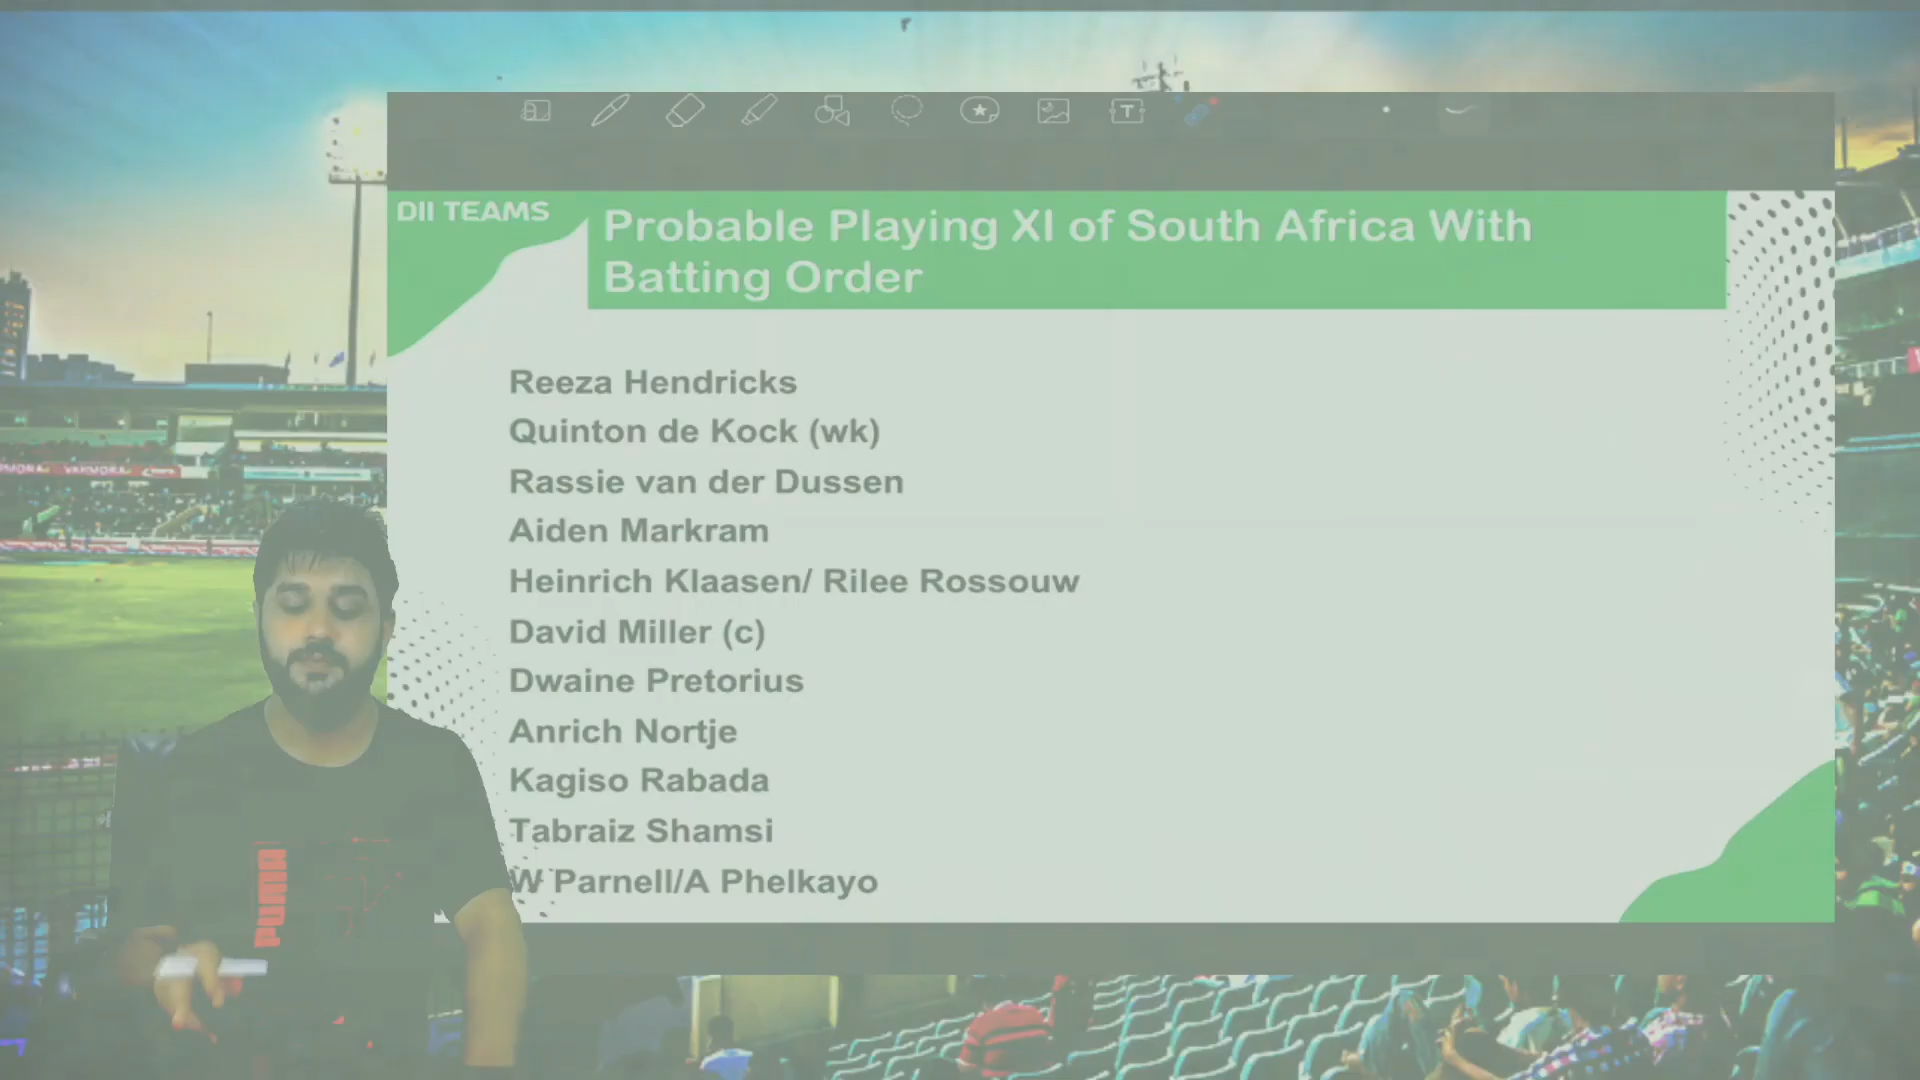 DII TEAMS
Probable Playing XI of South Africa With
Batting Order
Reeza Hendricks
Quinton de Kock (wk)
Rassie van der Dussen
Aiden Markram
Heinrich Klaasen/ Rilee Rossouw
David Miller (c)
Dwaine Pretorius
Anrich Nortje
Kagiso Rabada
Tabraiz Shamsi
W Parnell/A Phelkayo
PUMA